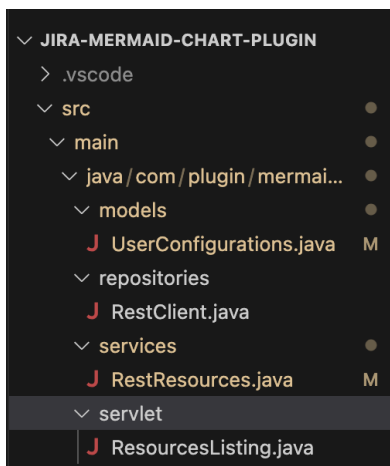 JIRA-MERMAID-CHART-PLUGIN
.vscode
src
main
java/com/plugin/mermai...
models
J UserConfigurations.java M
repositories
J RestClient.java
services
J RestResources.java M
servlet
J ResourcesListing.java